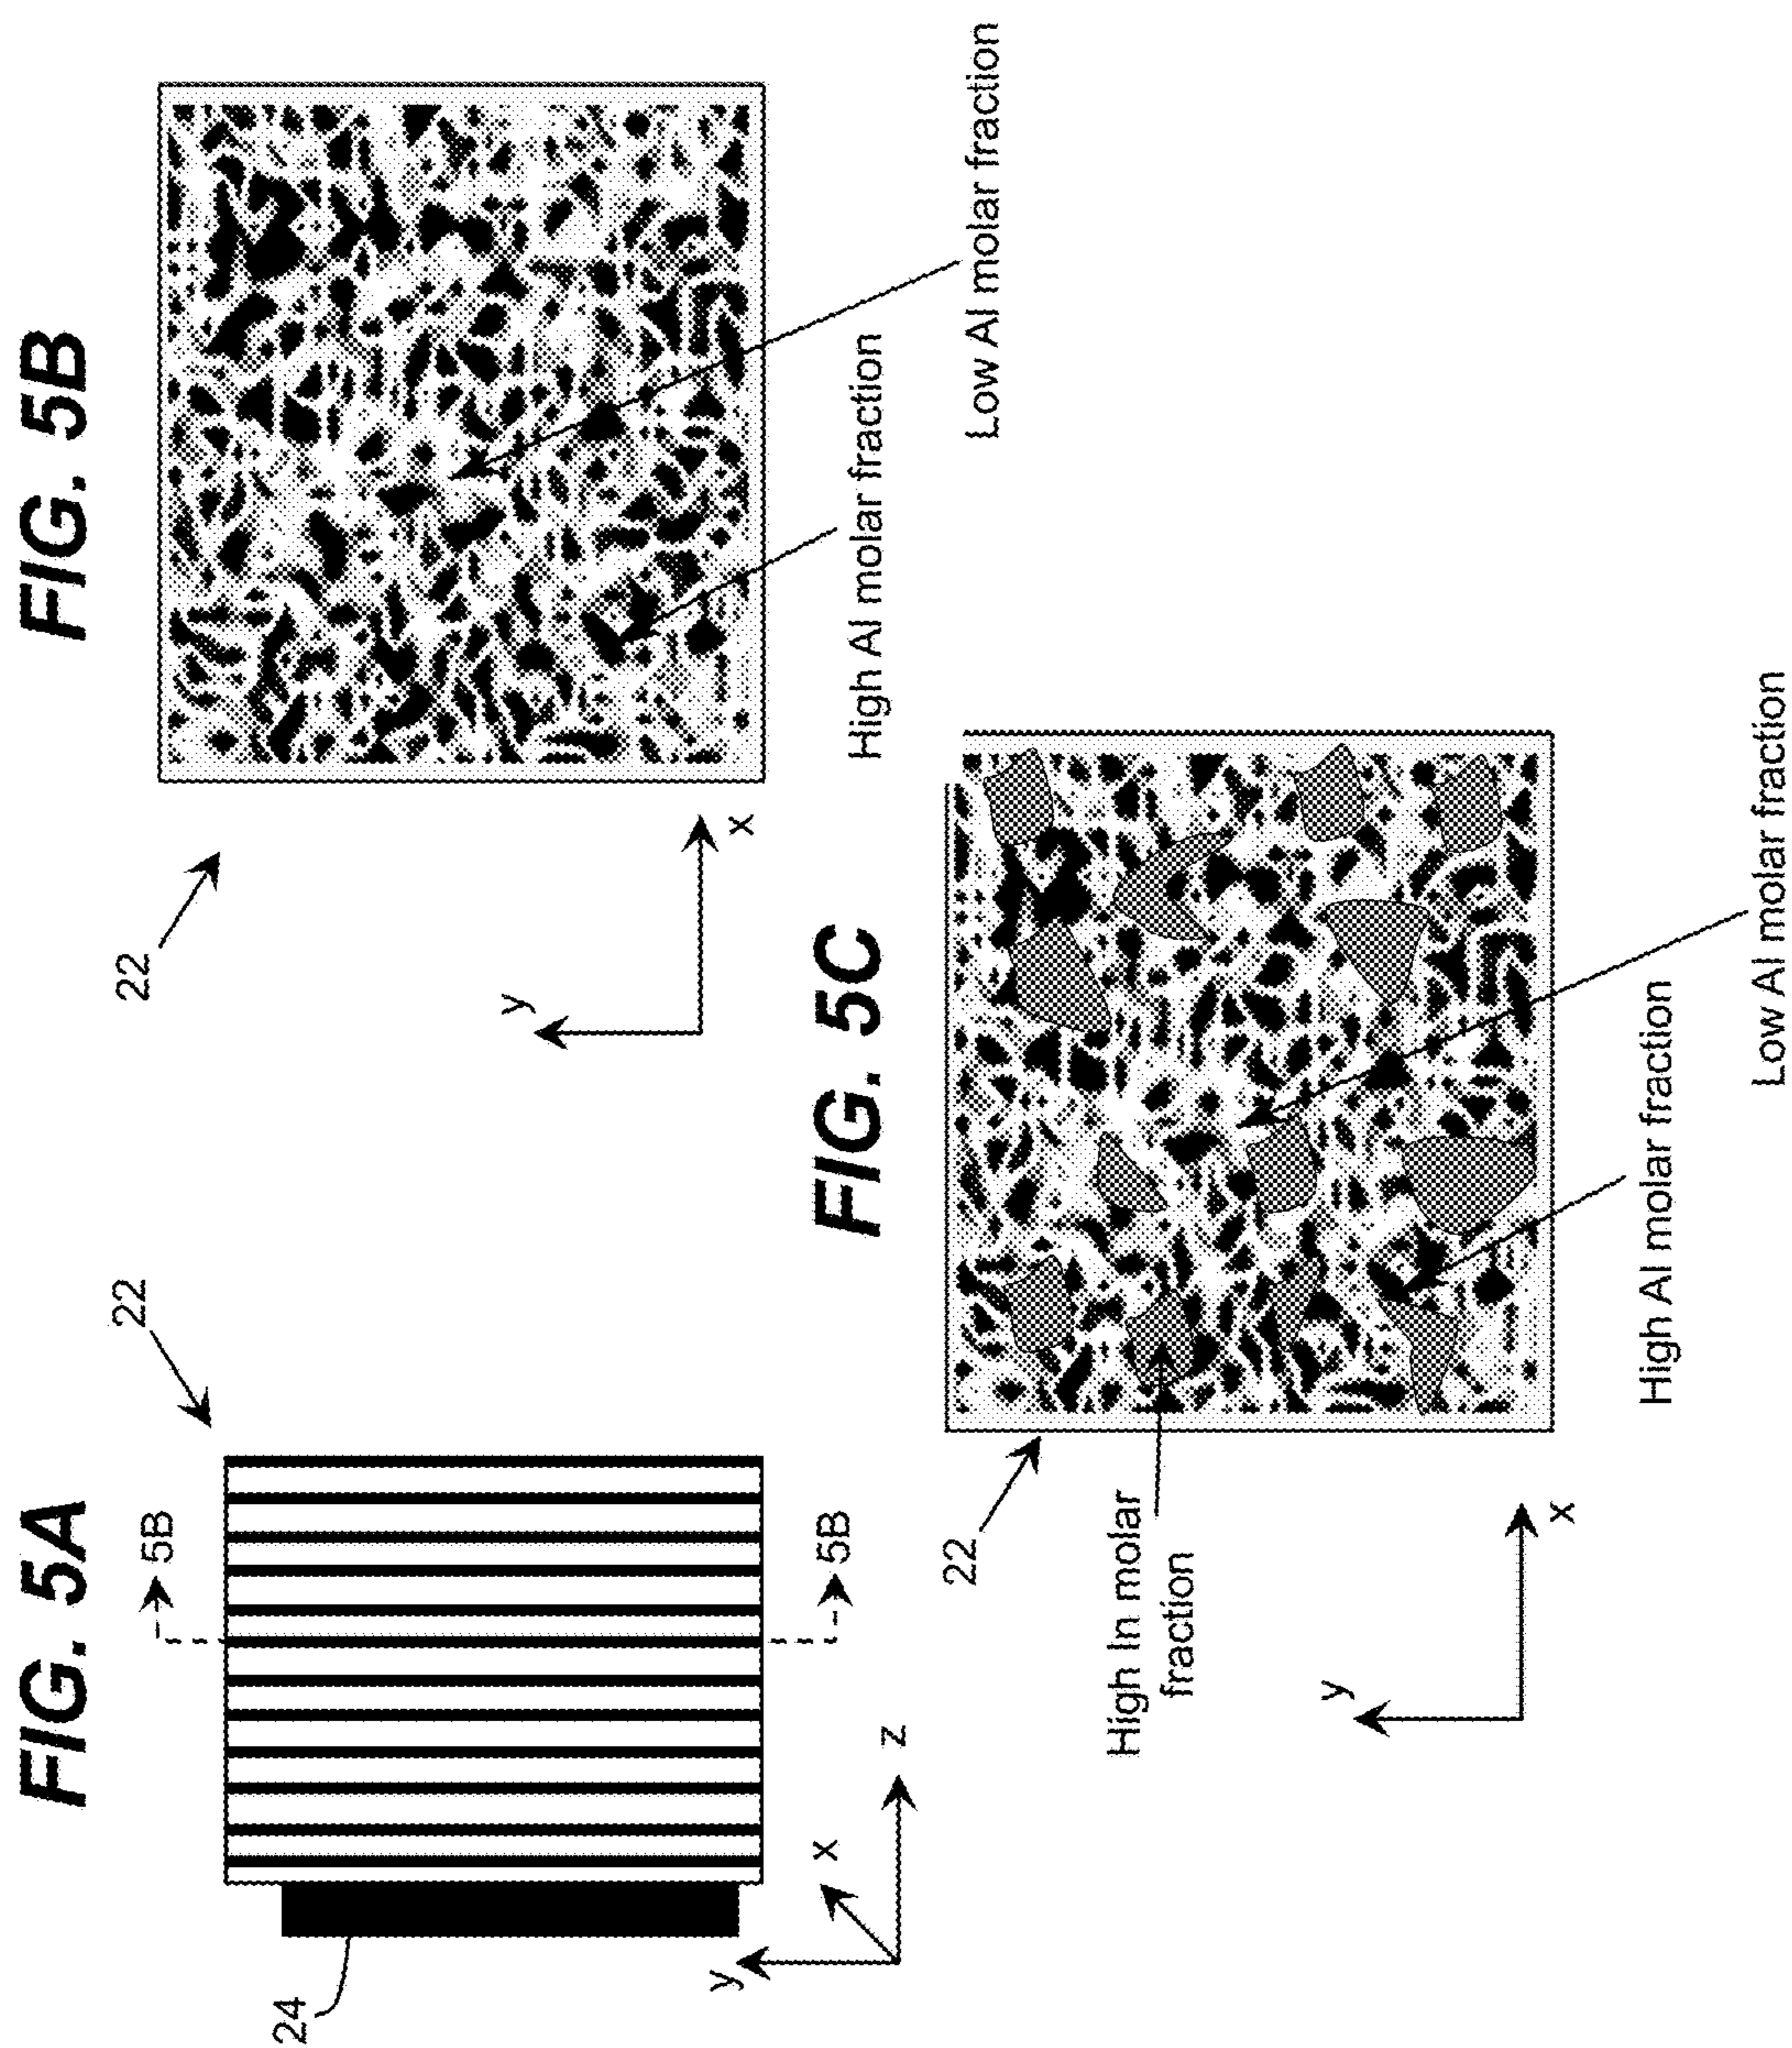 FIG. 5A
22
5B
5B
24
y
x
z
FIG. 5B
22
y
x
High Al molar fraction
Low Al molar fraction
FIG. 5C
22
High In molar
fraction
y
x
High Al molar fraction
Low Al molar fraction